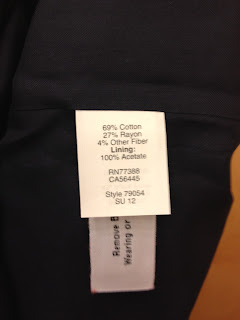 69% Cotton
27% Rayon
4% Other Fiber
Lining:
100% Acetate
RN77388
CA56445
Style 79054
SU 12
Remove B
Wearing or